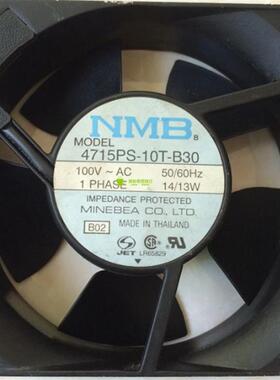 NMB 8
MODEL
4715PS-10T-B30
100V ~ AC 50/60Hz
1 PHASE 14/13W
IMPEDANCE PROTECTED
MINEBEA CO., LTD.
B02 MADE IN THAILAND
JET LR65829